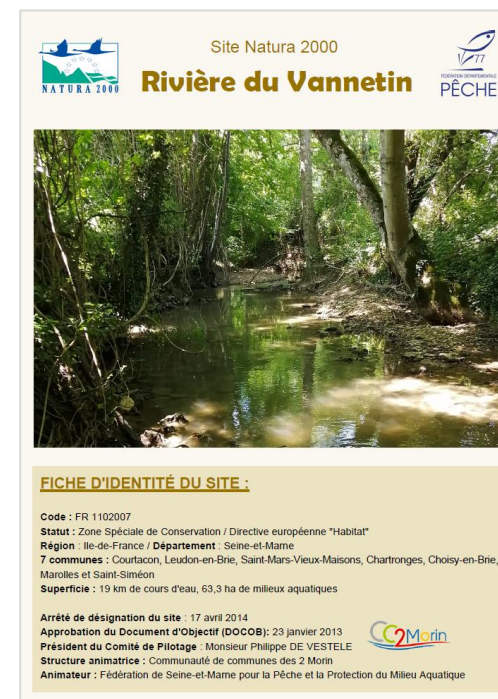 Site Natura 2000
Rivière du Vannetin
NATURA 2000
77
FÉDÉRATION DÉPARTEMENTALE
PÊCHE
FICHE D'IDENTITÉ DU SITE :
Code : FR 1102007
Statut : Zone Spéciale de Conservation / Directive européenne "Habitat"
Région : Ile-de-France / Département : Seine-et-Marne
7 communes : Courtacon, Leudon-en-Brie, Saint-Mars-Vieux-Maisons, Chartronges, Choisy-en-Brie,
Marolles et Saint-Siméon
Superficie : 19 km de cours d'eau, 63,3 ha de milieux aquatiques
Arrêté de désignation du site : 17 avril 2014
Approbation du Document d'Objectif (DOCOB): 23 janvier 2013
Président du Comité de Pilotage : Monsieur Philippe DE VESTELE
Structure animatrice : Communauté de communes des 2 Morin
Animateur : Fédération de Seine-et-Marne pour la Pêche et la Protection du Milieu Aquatique
CC2Morin